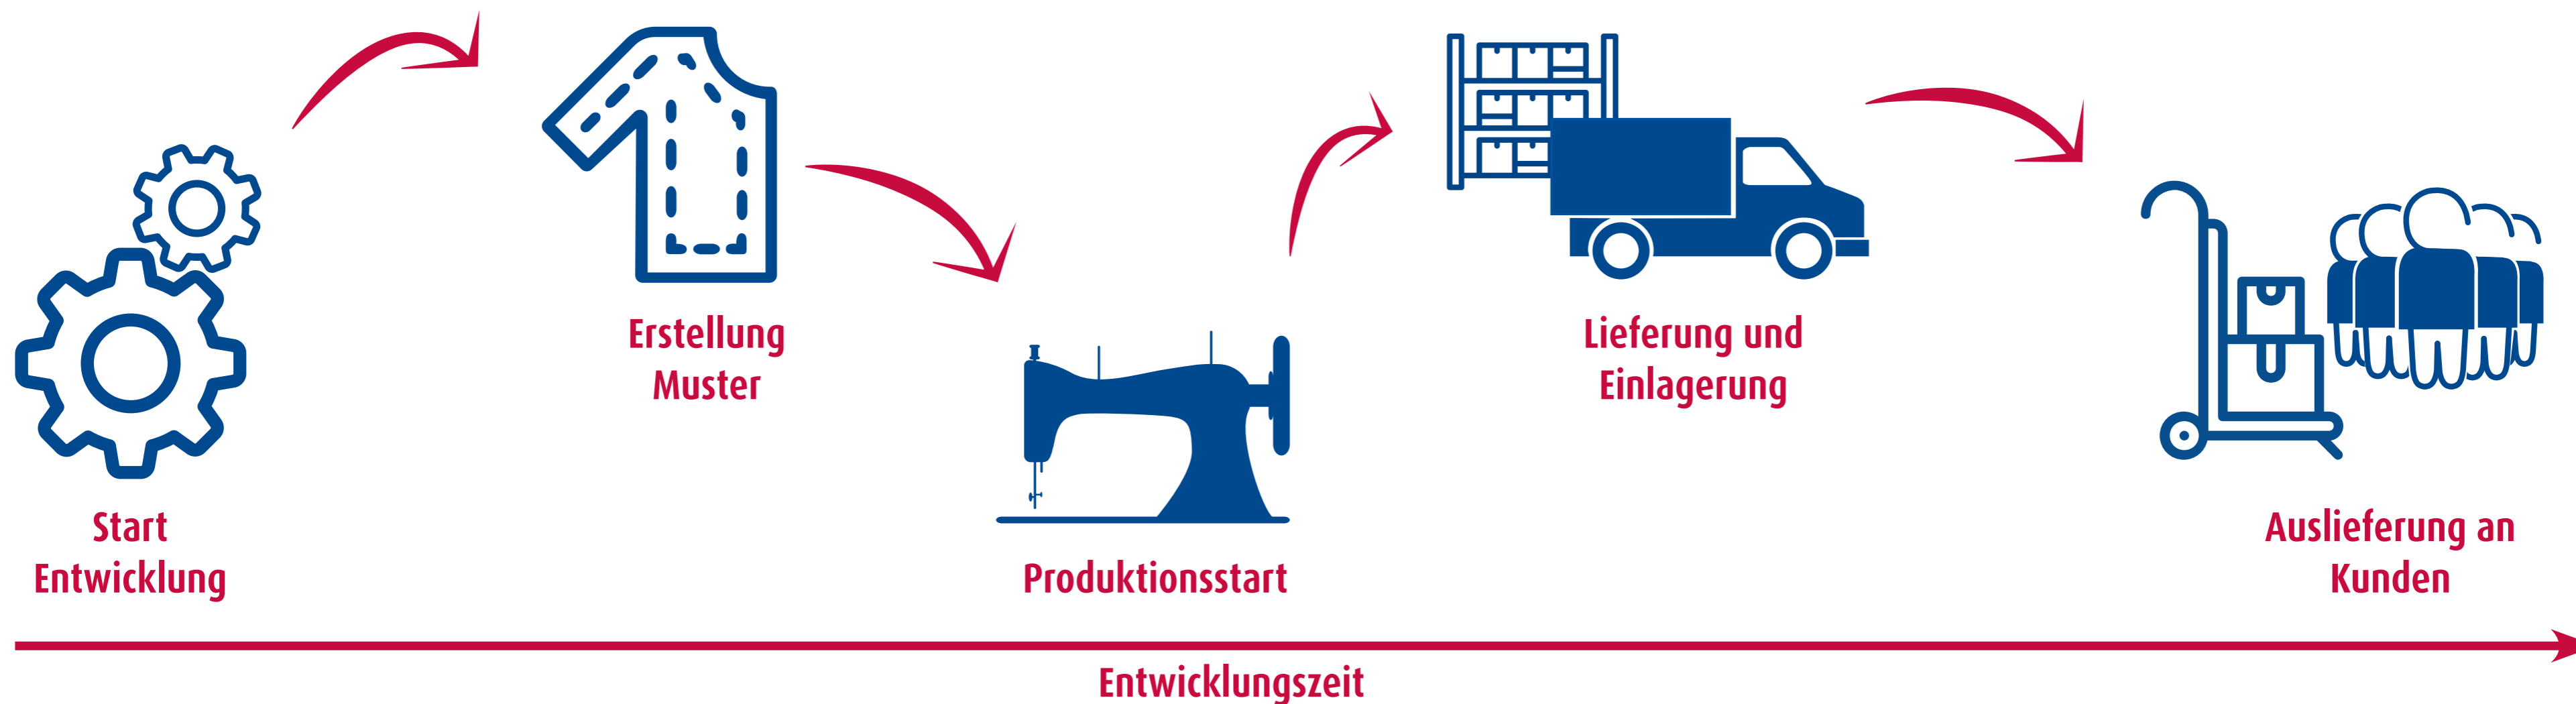 Start
Entwicklung
Erstellung
Muster
Produktionsstart
Lieferung und
Einlagerung
Auslieferung an
Kunden
Entwicklungszeit